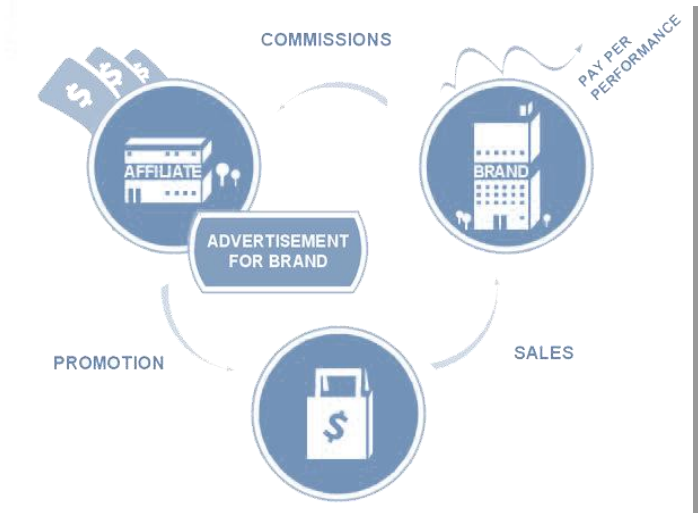 COMMISSIONS
PAY PER
PERFORMANCE
$ $ $
AFFILIATE
BRAND
ADVERTISEMENT
FOR BRAND
PROMOTION
SALES
$